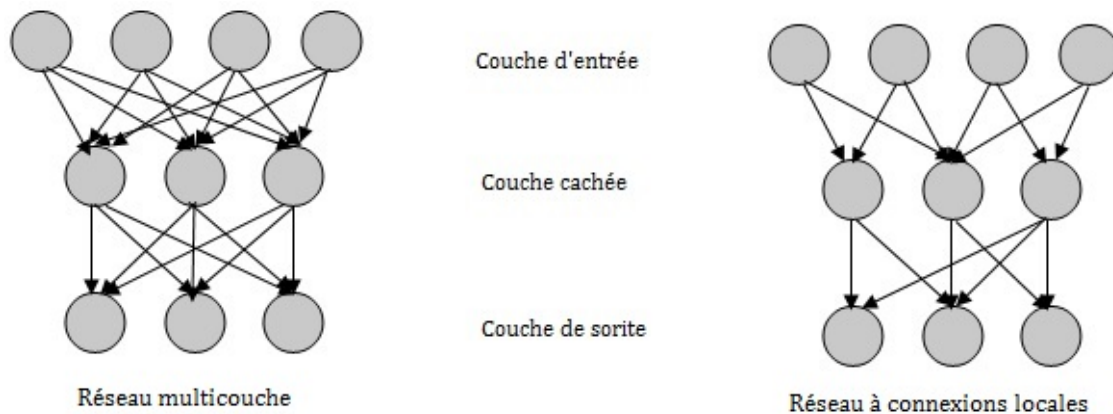 Couche d'entrée
Couche cachée
Couche de sorite
Réseau multicouche
Réseau à connexions locales